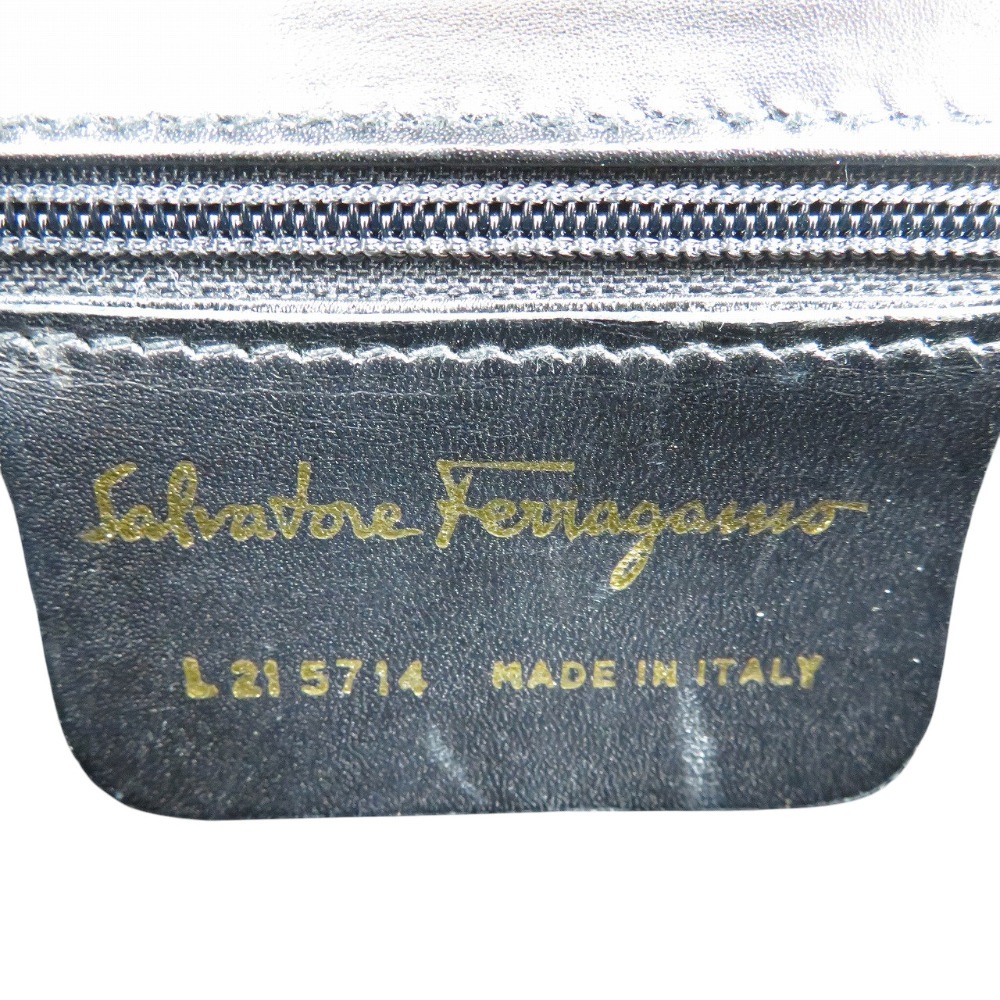 Salvatore Ferragamo
L 21 5714 MADE IN ITALY